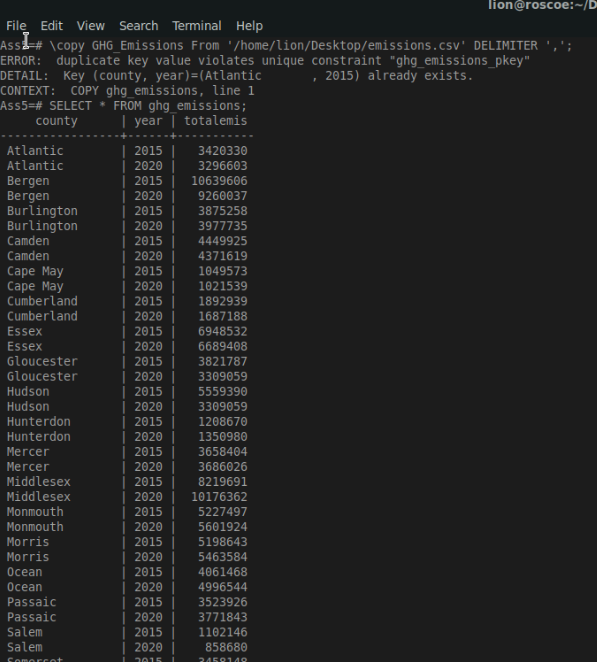 lion@roscoe:~/D
File Edit View Search Terminal Help
Ass5=# \copy GHG_Emissions From '/home/lion/Desktop/emissions.csv' DELIMITER ',';
ERROR:  duplicate key value violates unique constraint "ghg_emissions_pkey"
DETAIL:  Key (county, year)=(Atlantic       , 2015) already exists.
CONTEXT:  COPY ghg_emissions, line 1
Ass5=# SELECT * FROM ghg_emissions;
     county      | year | totalemis
-----------------+------+-----------
 Atlantic        | 2015 |   3420330
 Atlantic        | 2020 |   3296603
 Bergen          | 2015 |  10639606
 Bergen          | 2020 |   9260037
 Burlington      | 2015 |   3875258
 Burlington      | 2020 |   3977735
 Camden          | 2015 |   4449925
 Camden          | 2020 |   4371619
 Cape May        | 2015 |   1049573
 Cape May        | 2020 |   1021539
 Cumberland      | 2015 |   1892939
 Cumberland      | 2020 |   1687188
 Essex           | 2015 |   6948532
 Essex           | 2020 |   6689408
 Gloucester      | 2015 |   3821787
 Gloucester      | 2020 |   3309059
 Hudson          | 2015 |   5559390
 Hudson          | 2020 |   3309059
 Hunterdon       | 2015 |   1208670
 Hunterdon       | 2020 |   1350980
 Mercer          | 2015 |   3658404
 Mercer          | 2020 |   3686026
 Middlesex       | 2015 |   8219691
 Middlesex       | 2020 |  10176362
 Monmouth        | 2015 |   5227497
 Monmouth        | 2020 |   5601924
 Morris          | 2015 |   5198643
 Morris          | 2020 |   5463584
 Ocean           | 2015 |   4061468
 Ocean           | 2020 |   4996544
 Passaic         | 2015 |   3523926
 Passaic         | 2020 |   3771843
 Salem           | 2015 |   1102146
 Salem           | 2020 |    858680
 Somerset        | 2015 |   3458148